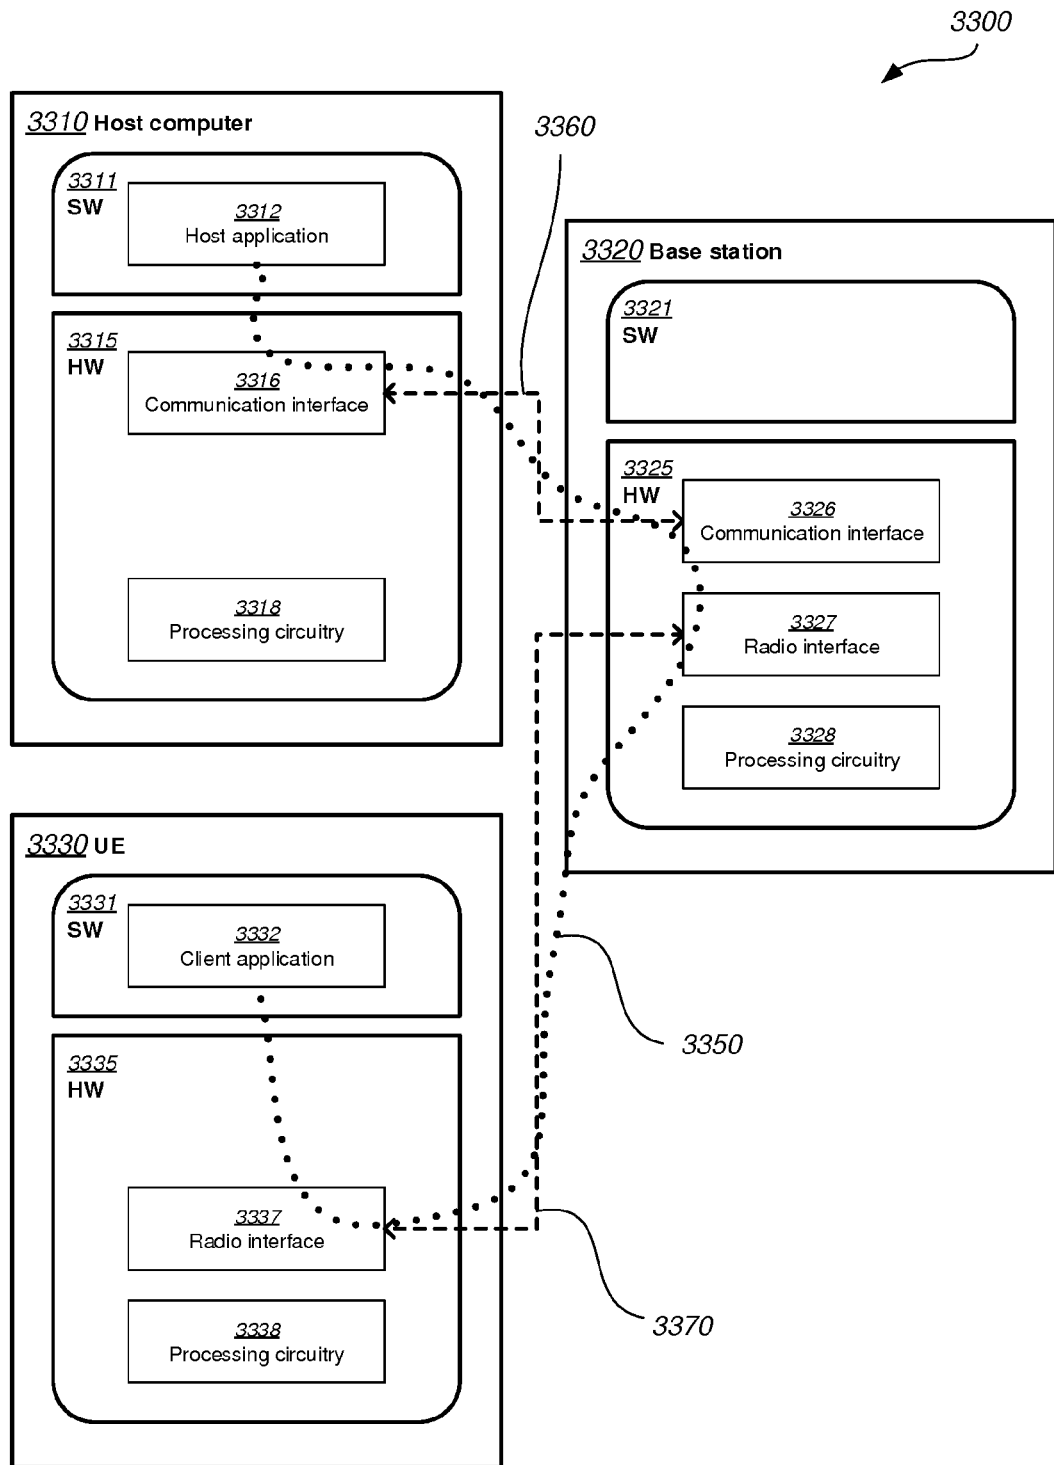 3300
3310 Host computer
3311
SW
3312
Host application
3315
HW
3316
Communication interface
3318
Processing circuitry
3360
3320 Base station
3321
SW
3325
HW
3326
Communication interface
3327
Radio interface
3328
Processing circuitry
3330 UE
3331
SW
3332
Client application
3335
HW
3337
Radio interface
3338
Processing circuitry
3350
3370